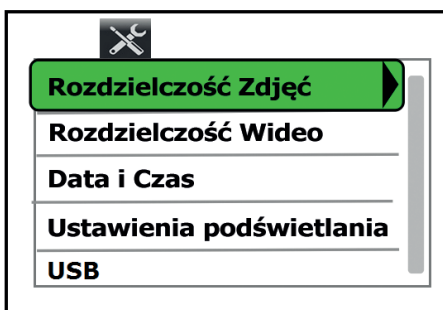 Rozdzielczość Zdjęć
Rozdzielczość Wideo
Data i Czas
Ustawienia podświetlania
USB